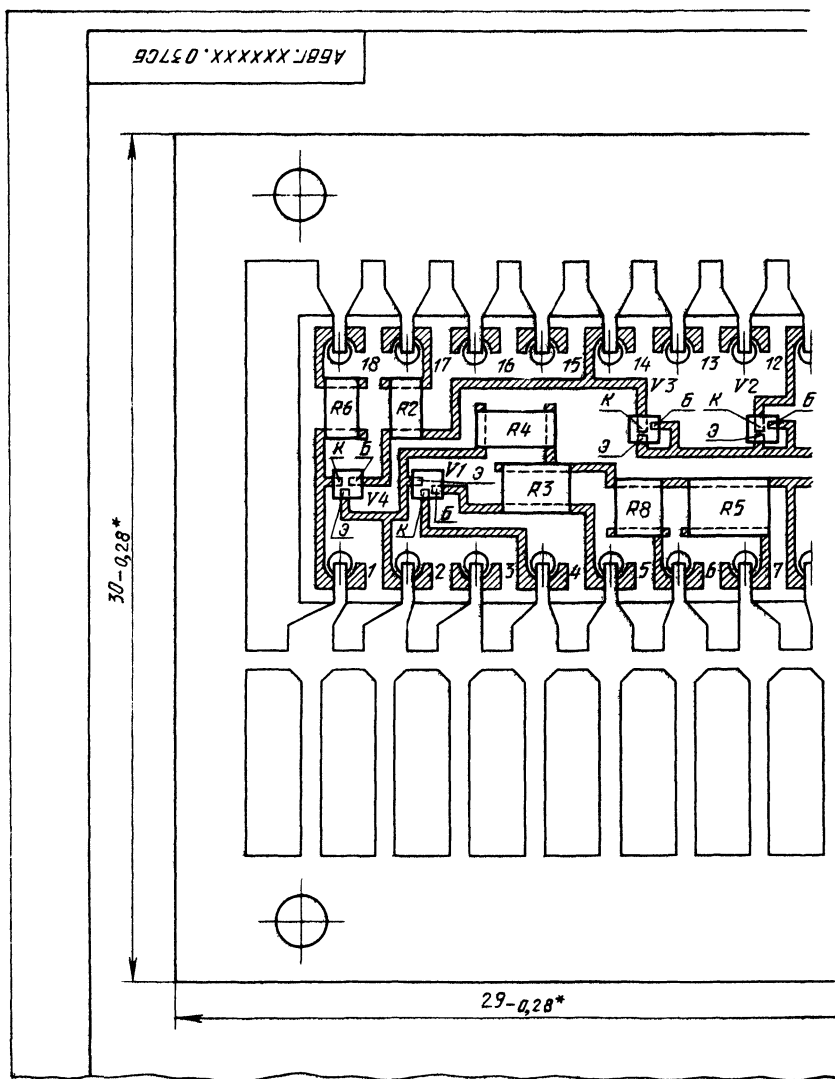 АБВГ.XXXXXX.037СБ
18 17 16 15 14 13 12
V3 V2
R6 R2 R4 К Б К Б
Э Э
К Б V1 Э
V4 R3 R8 R5
Э К Б
1 2 3 4 5 6 7
30-0,28*
29-0,28*